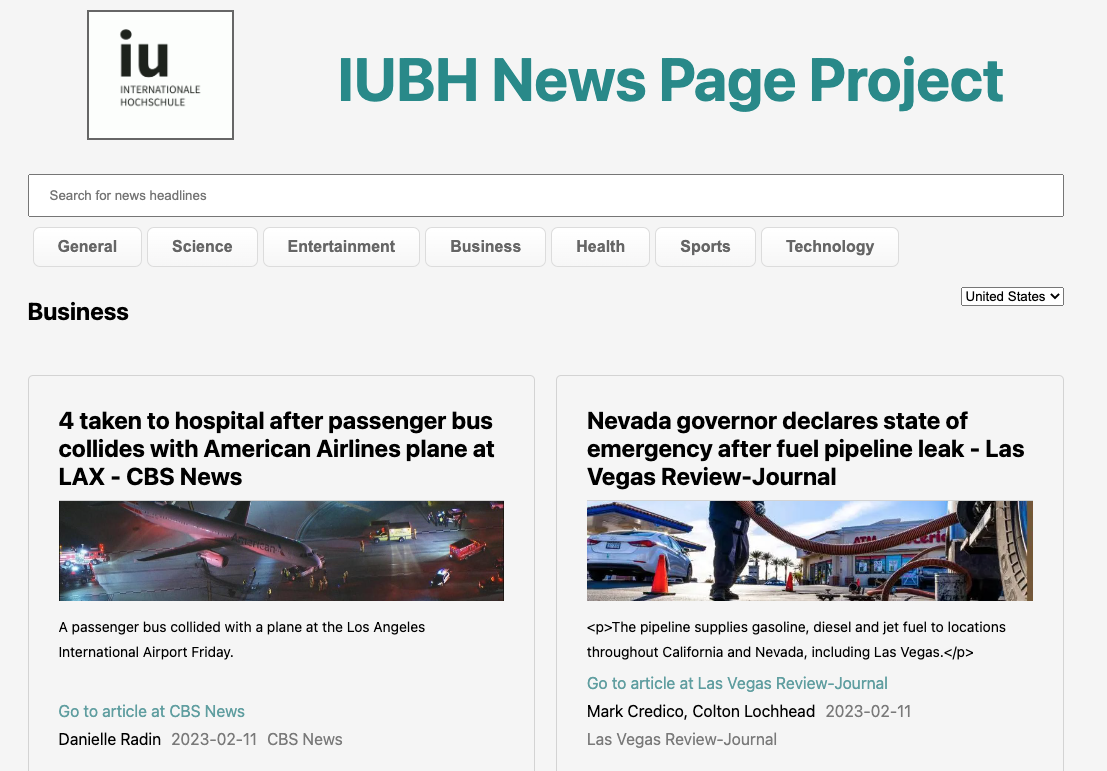 iu
INTERNATIONALE
HOCHSCHULE
IUBH News Page Project
Search for news headlines
General Science Entertainment Business Health Sports Technology
Business
United States
4 taken to hospital after passenger bus
collides with American Airlines plane at
LAX - CBS News
American
A passenger bus collided with a plane at the Los Angeles
International Airport Friday.
Go to article at CBS News
Danielle Radin 2023-02-11 CBS News
Nevada governor declares state of
emergency after fuel pipeline leak - Las
Vegas Review-Journal
ATM
<p>The pipeline supplies gasoline, diesel and jet fuel to locations
throughout California and Nevada, including Las Vegas.</p>
Go to article at Las Vegas Review-Journal
Mark Credico, Colton Lochhead 2023-02-11
Las Vegas Review-Journal